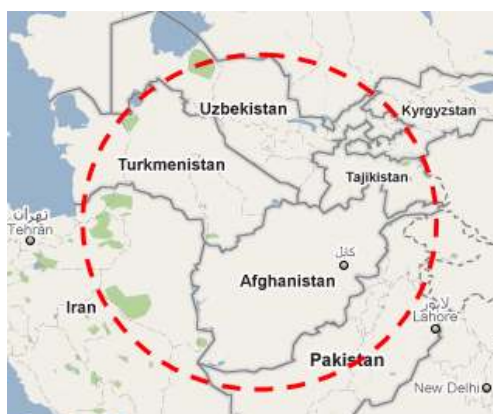 Uzbekistan
Kyrgyzstan
Turkmenistan
Tajikistan
تهران
Tehran
کابل
Afghanistan
Iran
لاہور
Lahore
Pakistan
New Delhi